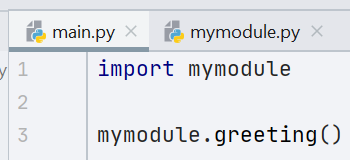 main.py mymodule.py
1 import mymodule
2
3 mymodule.greeting()